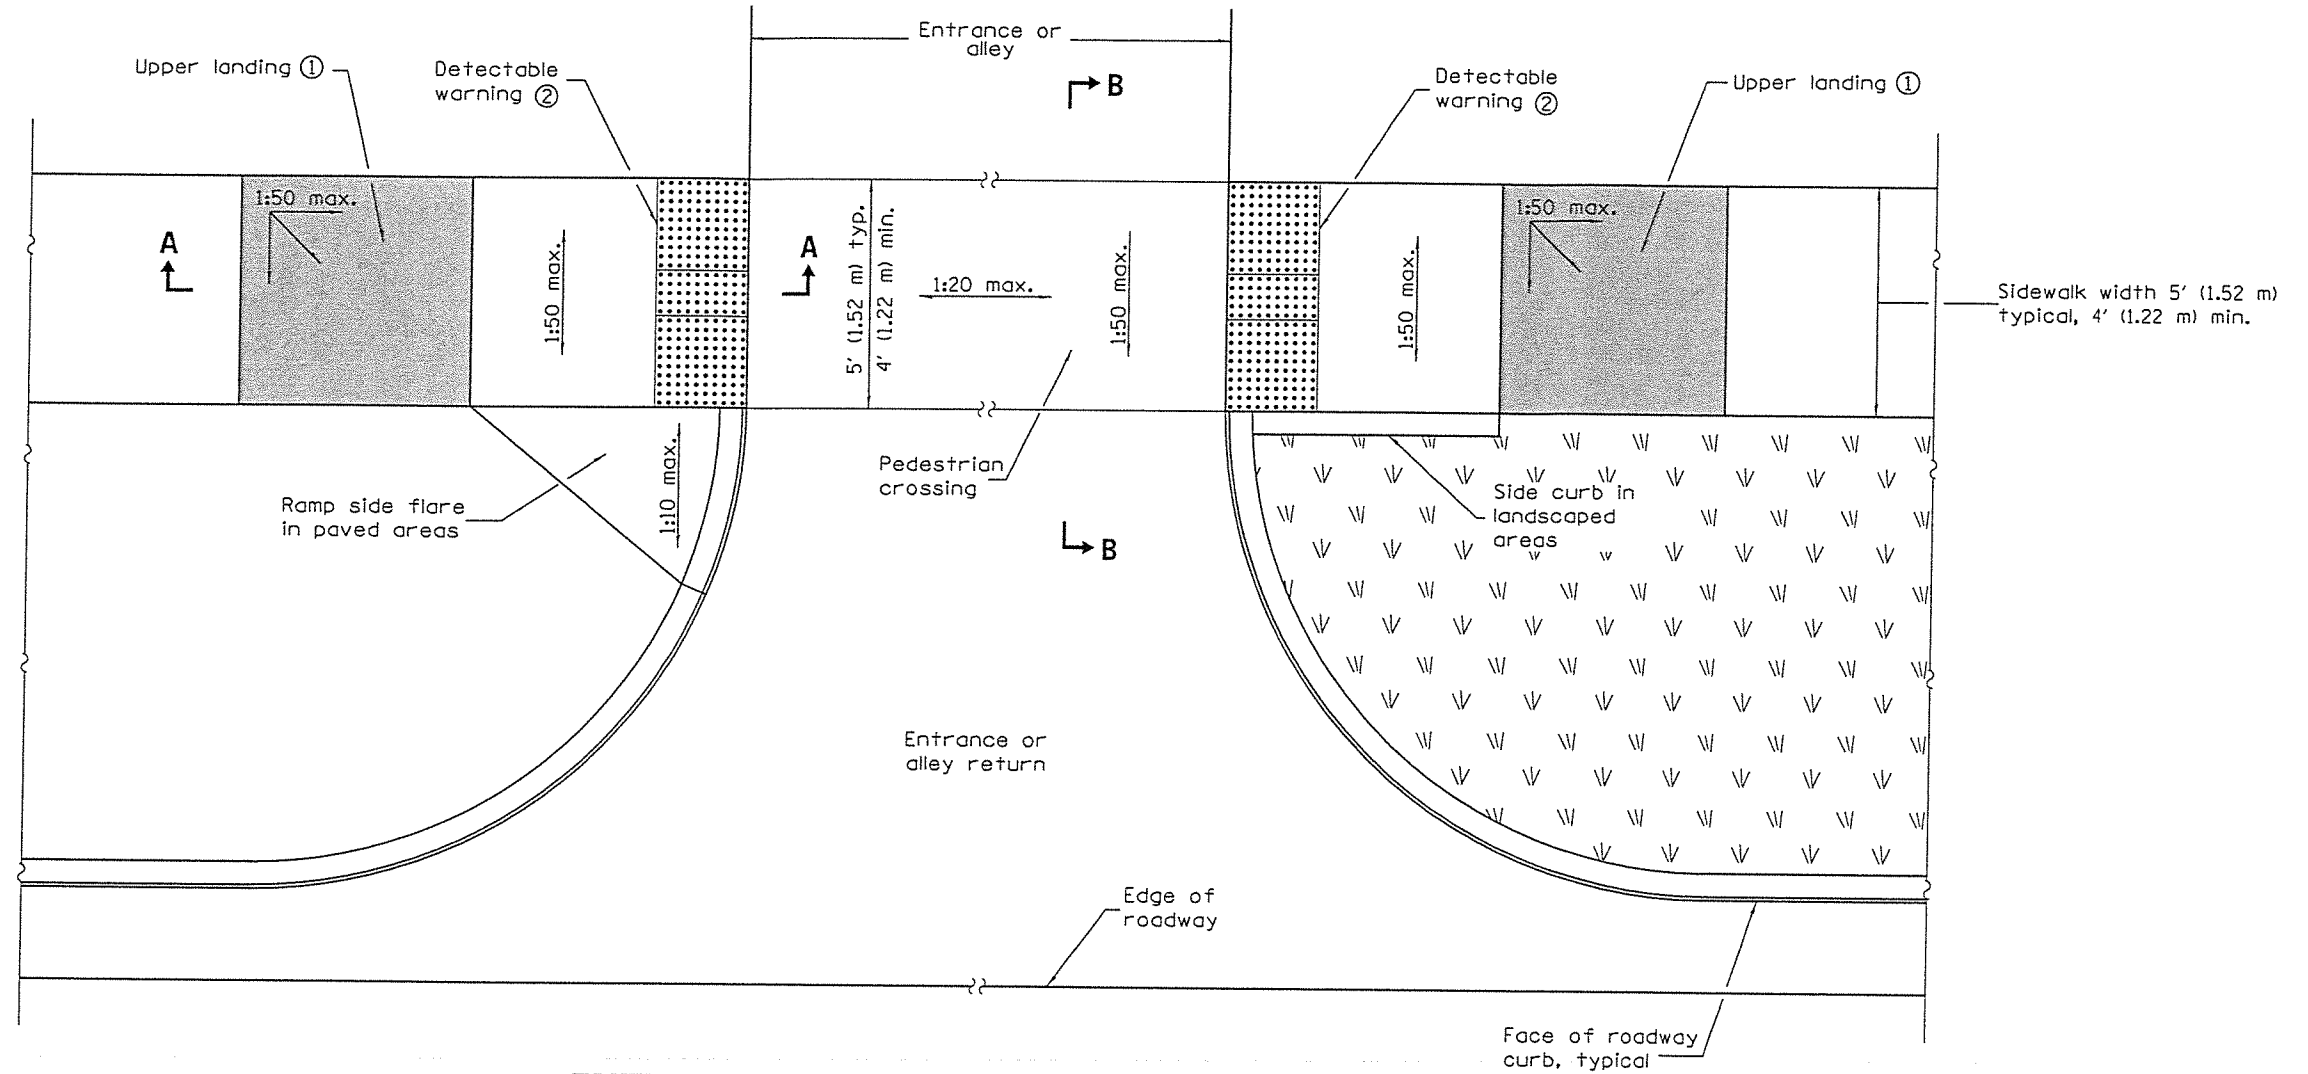 Entrance or
alley
Upper landing ①
Detectable
warning ②
B
Detectable
warning ②
Upper landing ①
1:50 max.
A
1:50 max.
A
5' (1.52 m) typ.
4' (1.22 m) min.
1:20 max.
1:50 max.
1:50 max.
1:50 max.
Sidewalk width 5' (1.52 m)
typical, 4' (1.22 m) min.
Ramp side flare
in paved areas
1:10 max.
Pedestrian
crossing
B
Side curb in
landscaped
areas
Entrance or
alley return
Edge of
roadway
Face of roadway
curb, typical